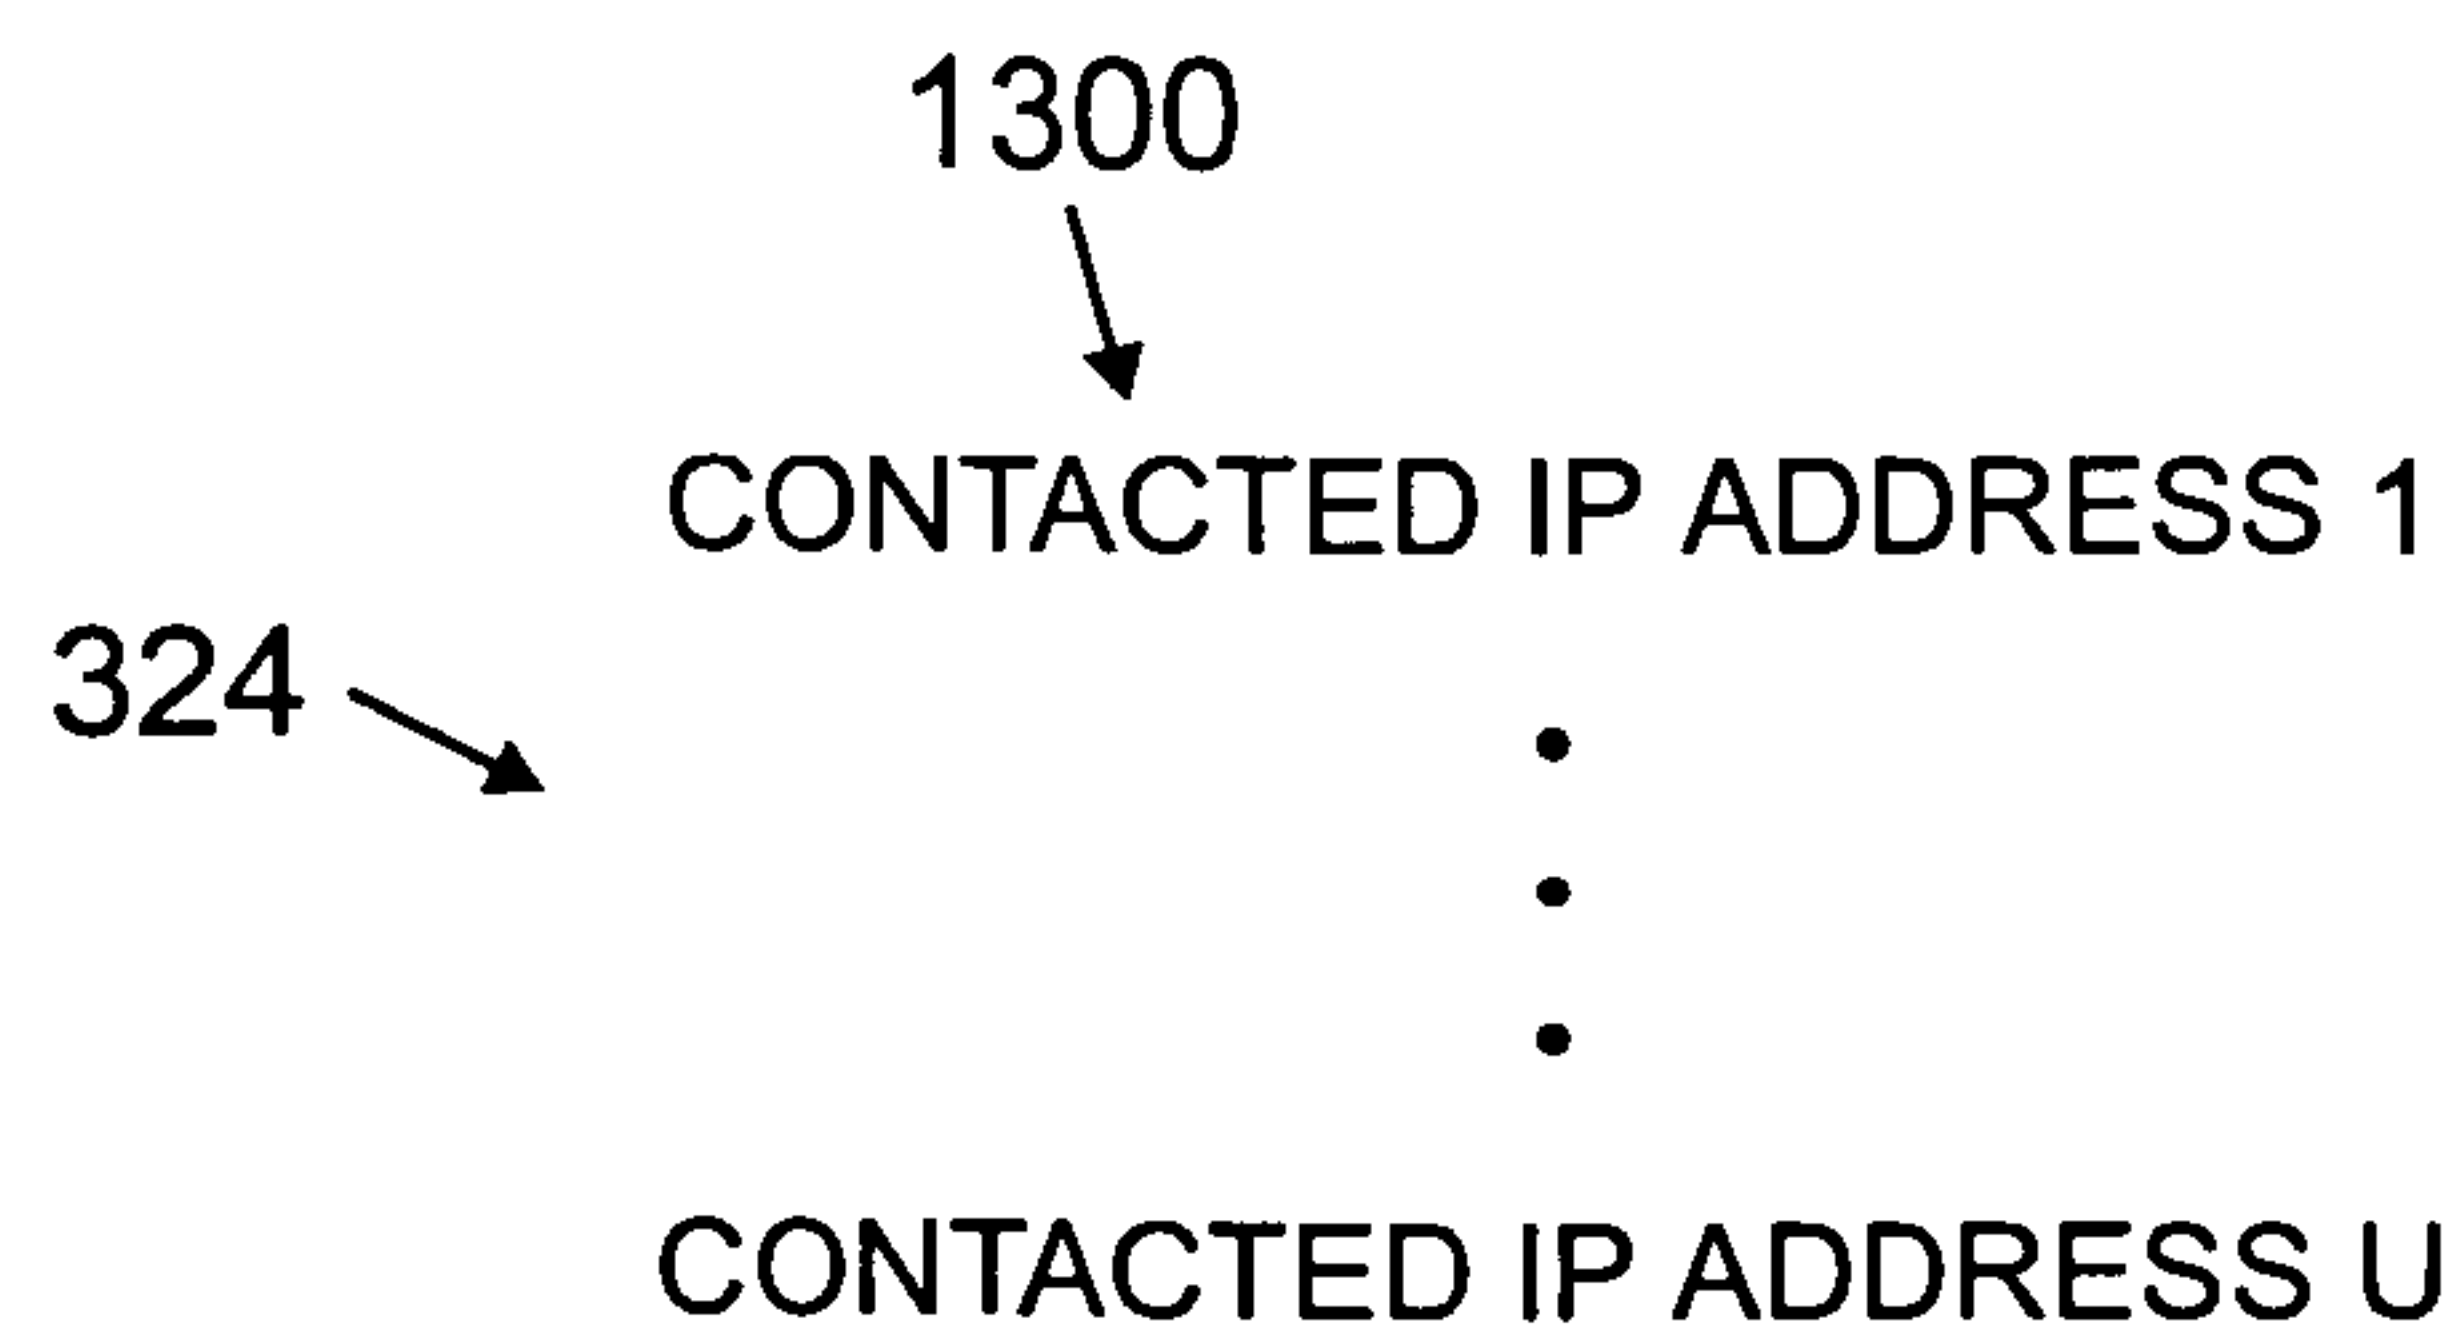 1300
CONTACTED IP ADDRESS 1
324
CONTACTED IP ADDRESS U